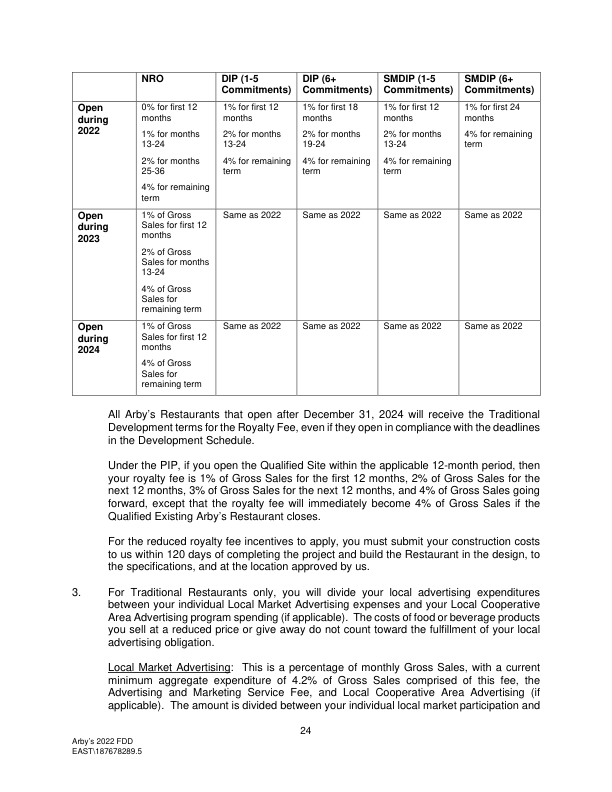 NRO
DIP (1-5
Commitments)
DIP (6+
Commitments)
SMDIP (1-5
Commitments)
SMDIP (6+
Commitments)
Open
during
2022
0% for first 12
months
1% for months
13-24
2% for months
25-36
4% for remaining
term
1% for first 12
months
2% for months
13-24
4% for remaining
term
1% for first 18
months
2% for months
19-24
4% for remaining
term
1% for first 12
months
2% for months
13-24
4% for remaining
term
1% for first 24
months
4% for remaining
term
Open
during
2023
1% of Gross
Sales for first 12
months
2% of Gross
Sales for months
13-24
4% of Gross
Sales for
remaining term
Same as 2022
Same as 2022
Same as 2022
Same as 2022
Open
during
2024
1% of Gross
Sales for first 12
months
4% of Gross
Sales for
remaining term
Same as 2022
Same as 2022
Same as 2022
Same as 2022
All Arby's Restaurants that open after December 31, 2024 will receive the Traditional
Development terms for the Royalty Fee, even if they open in compliance with the deadlines
in the Development Schedule.
Under the PIP, if you open the Qualified Site within the applicable 12-month period, then
your royalty fee is 1% of Gross Sales for the first 12 months, 2% of Gross Sales for the
next 12 months, 3% of Gross Sales for the next 12 months, and 4% of Gross Sales going
forward, except that the royalty fee will immediately become 4% of Gross Sales if the
Qualified Existing Arby's Restaurant closes.
For the reduced royalty fee incentives to apply, you must submit your construction costs
to us within 120 days of completing the project and build the Restaurant in the design, to
the specifications, and at the location approved by us.
3. For Traditional Restaurants only, you will divide your local advertising expenditures
between your individual Local Market Advertising expenses and your Local Cooperative
Area Advertising program spending (if applicable). The costs of food or beverage products
you sell at a reduced price or give away do not count toward the fulfillment of your local
advertising obligation.
Local Market Advertising: This is a percentage of monthly Gross Sales, with a current
minimum aggregate expenditure of 4.2% of Gross Sales comprised of this fee, the
Advertising and Marketing Service Fee, and Local Cooperative Area Advertising (if
applicable). The amount is divided between your individual local market participation and
24
Arby's 2022 FDD
EAST\187678289.5